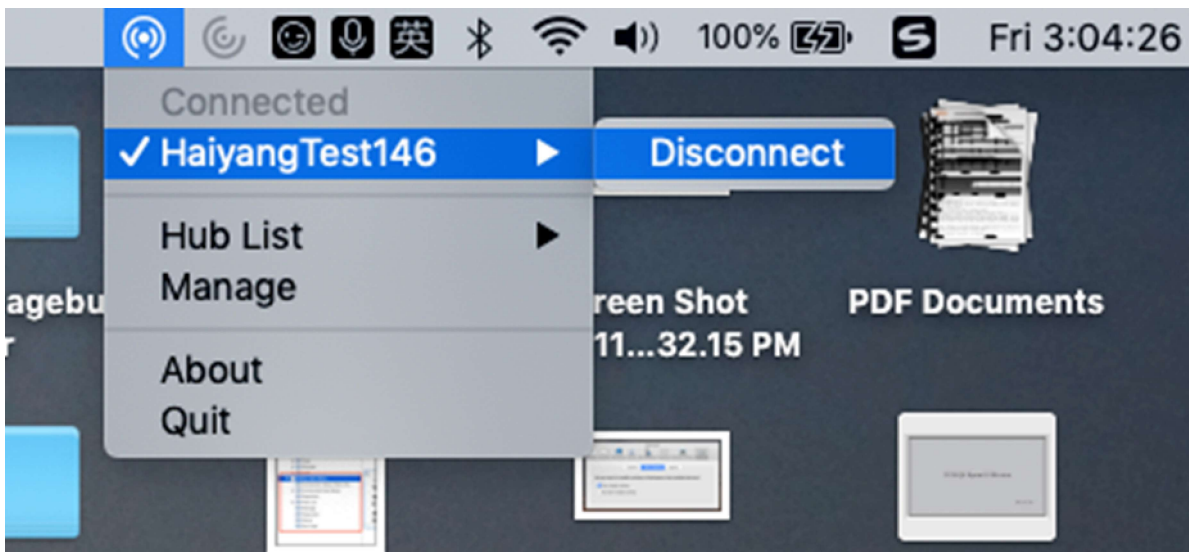 英 100% S Fri 3:04:26
Connected
✓ HaiyangTest146 ▶ Disconnect
Hub List ▶
Manage
About
Quit
agebu
r
reen Shot
11...32.15 PM
PDF Documents